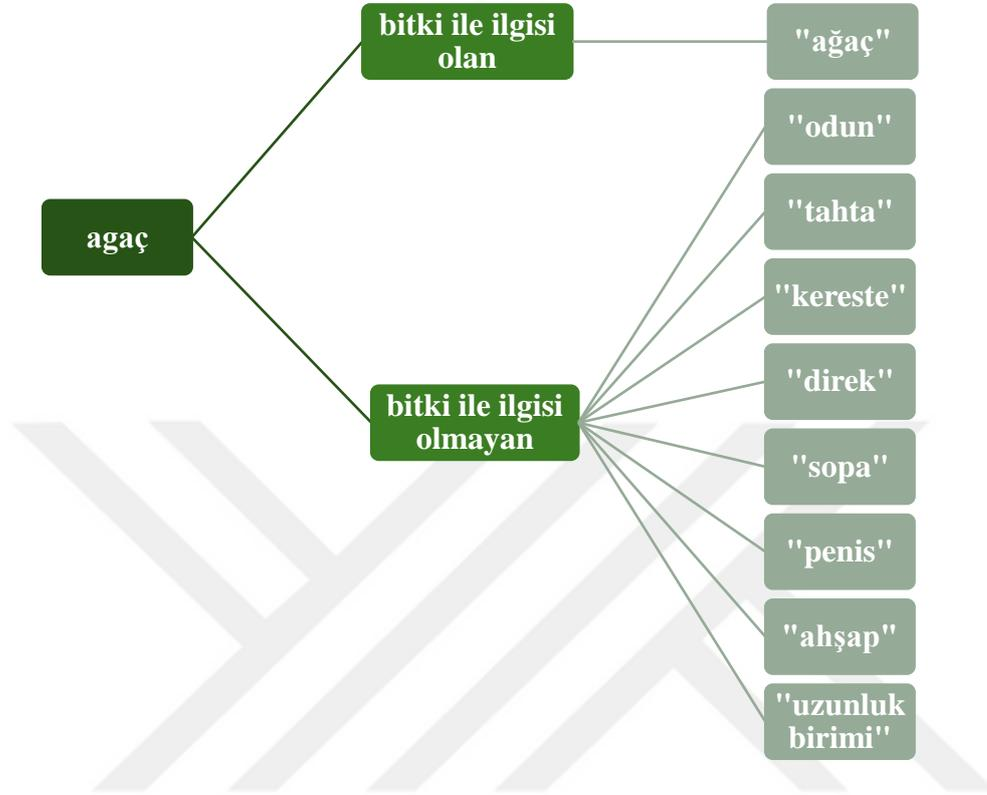 bitki ile ilgisi
olan
"ağaç"
"odun"
"tahta"
agaç
"kereste"
"direk"
bitki ile ilgisi
olmayan
"sopa"
"penis"
"ahşap"
"uzunluk
birimi"